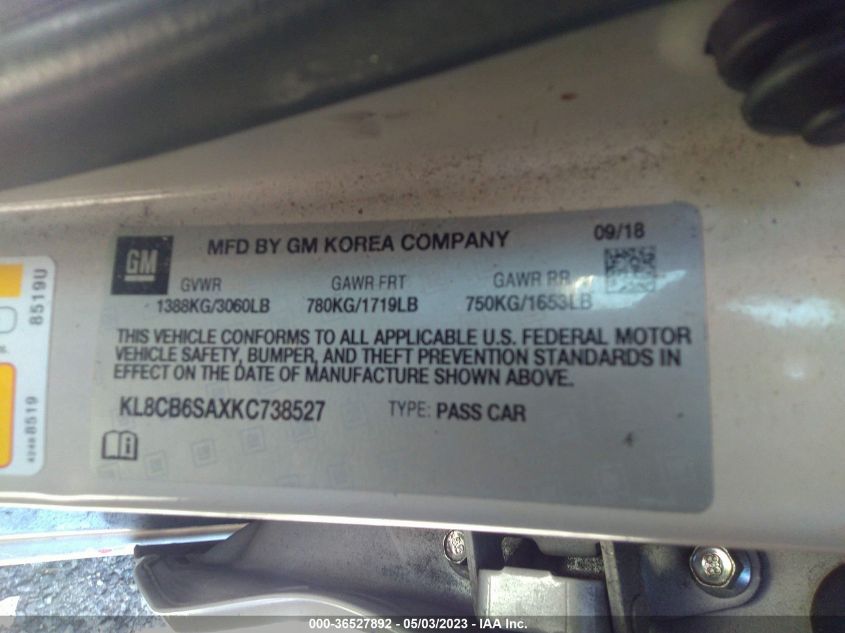 GM
MFD BY GM KOREA COMPANY
09/18
GVWR
GAWR FRT
GAWR RR
1388KG/3060LB
780KG/1719LB
750KG/1653LB
THIS VEHICLE CONFORMS TO ALL APPLICABLE U.S. FEDERAL MOTOR
VEHICLE SAFETY, BUMPER, AND THEFT PREVENTION STANDARDS IN
EFFECT ON THE DATE OF MANUFACTURE SHOWN ABOVE.
KL8CB6SAXKC738527
TYPE: PASS CAR
8519U
42488519
000-36527892 - 05/03/2023 - IAA Inc.